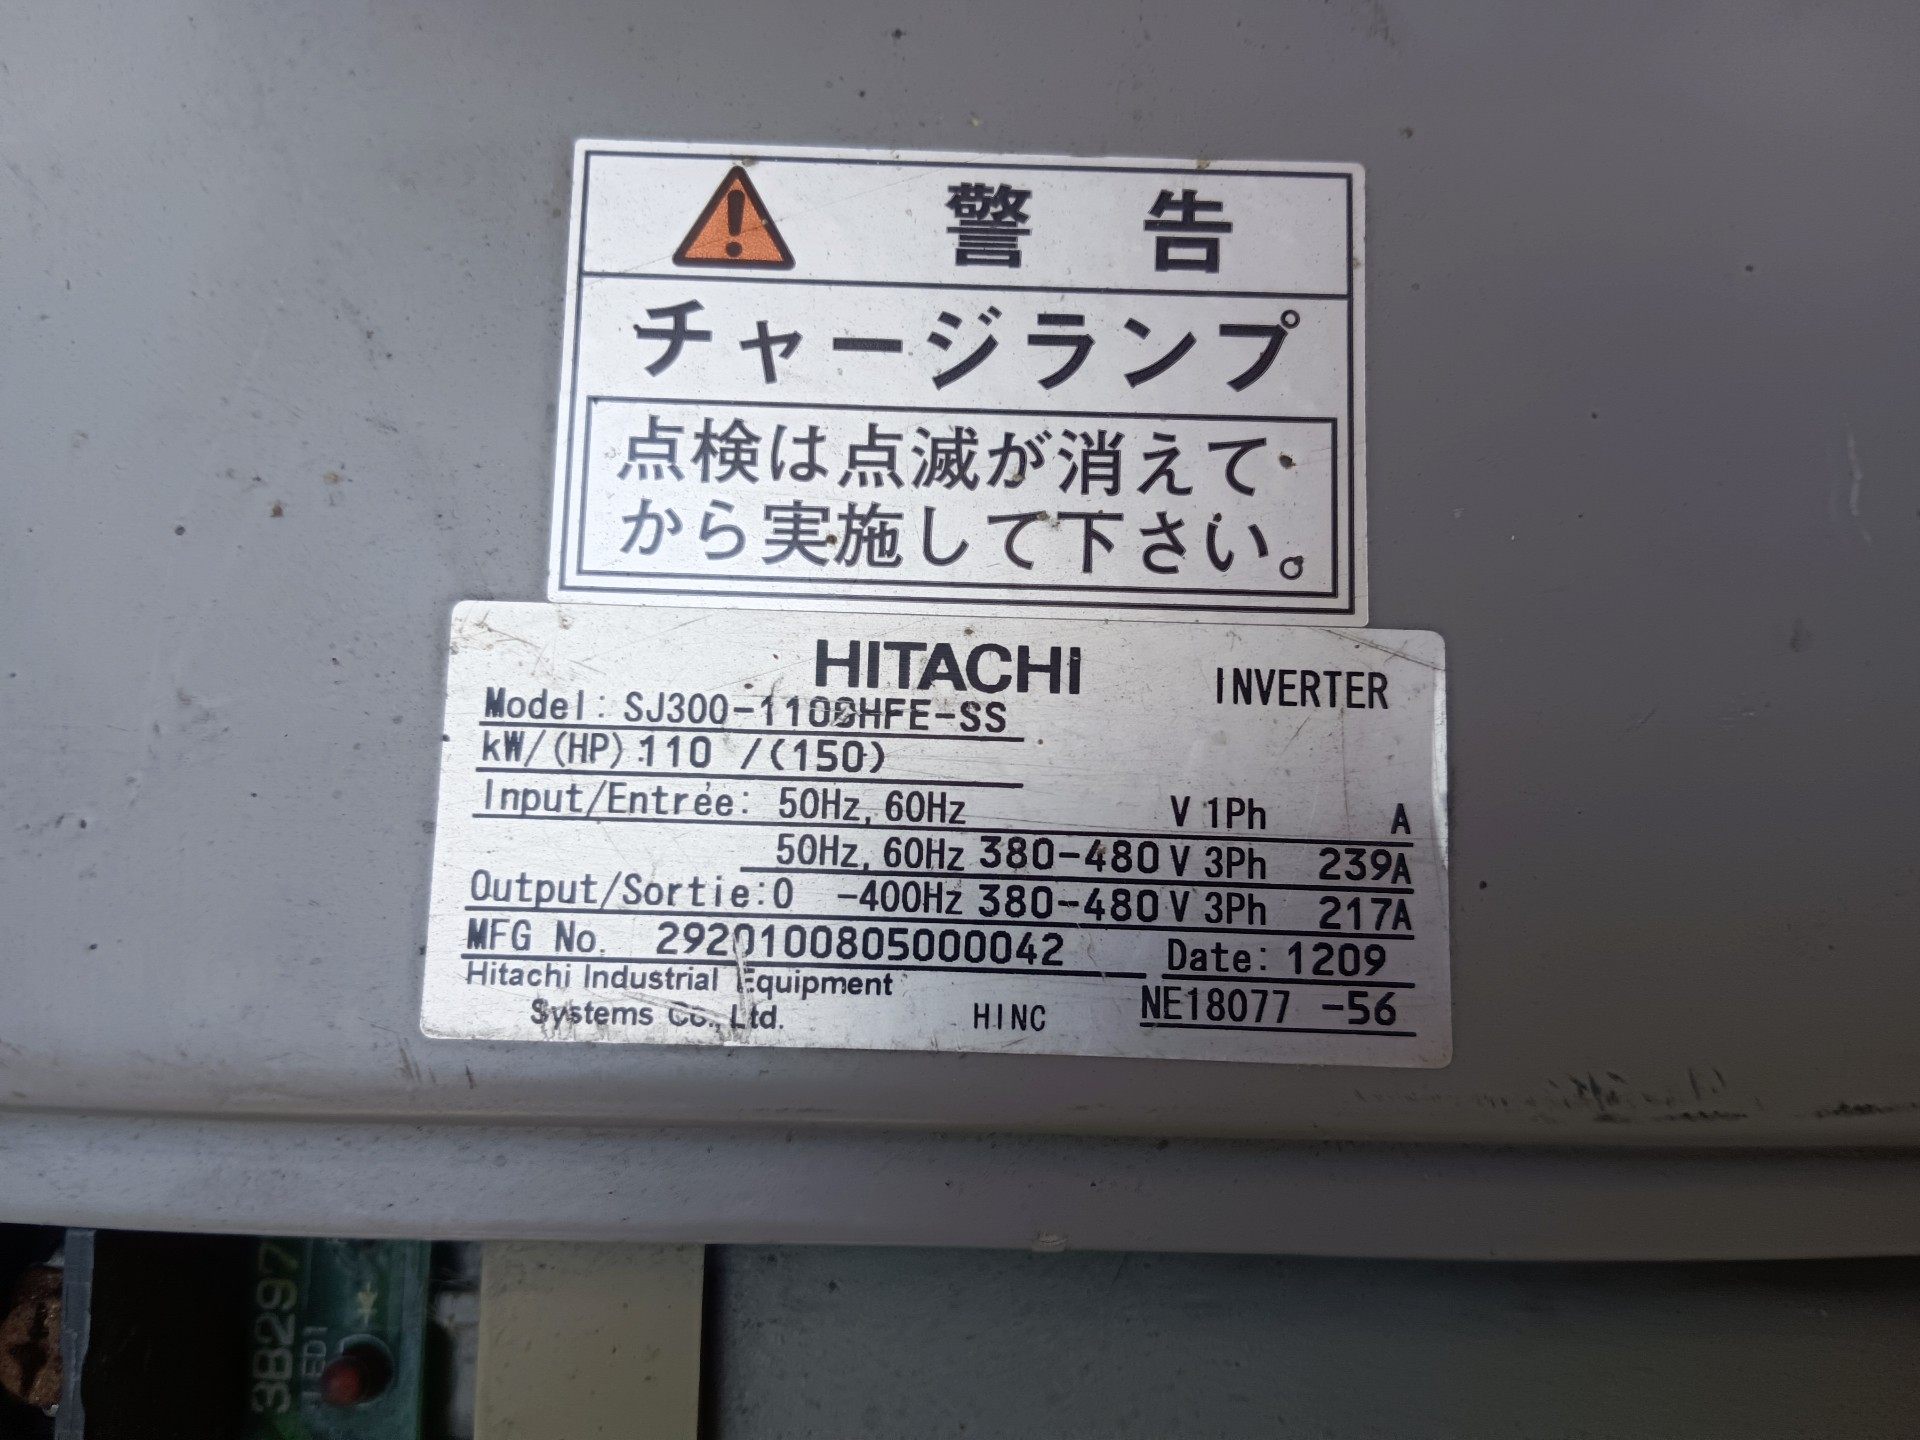 警告
チャージランプ
点検は点滅が消えて
から実施して下さい。
HITACHI
INVERTER
Model: SJ300-1100HFE-SS
kW/(HP):110 /(150)
Input/Entrée: 50Hz, 60Hz V 1Ph A
50Hz, 60Hz 380-480 V 3Ph 239A
Output/Sortie:0 -400Hz 380-480 V 3Ph 217A
MFG No. 2920100805000042 Date: 1209
Hitachi Industrial Equipment
Systems Co., Ltd. HINC NE18077 -56
3B297
LED1